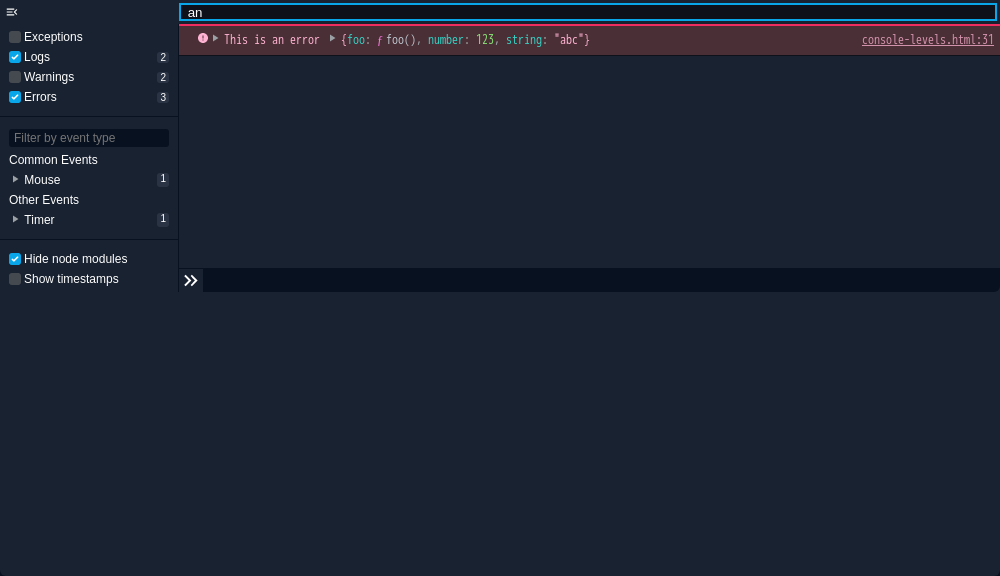 an
Exceptions
Logs 2
Warnings 2
Errors 3
Filter by event type
Common Events
Mouse 1
Other Events
Timer 1
Hide node modules
Show timestamps
This is an error {foo: ƒ foo(), number: 123, string: "abc"} console-levels.html:31